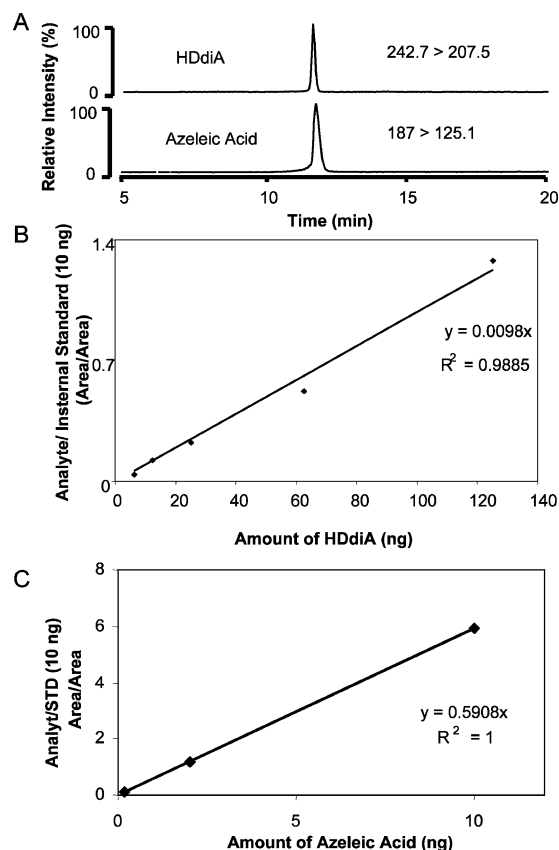 A
Relative Intensity (%)
100
0
HDdiA
242.7 > 207.5
100
0
Azeleic Acid
187 > 125.1
5 10 15 20
Time (min)
B
Analyte/ Insternal Standard (10 ng)
(Area/Area)
1.4
0.7
0
y = 0.0098x
R² = 0.9885
0 20 40 60 80 100 120 140
Amount of HDdiA (ng)
C
Analyt/STD (10 ng)
Area/Area
8
6
4
2
0
y = 0.5908x
R² = 1
0 5 10
Amount of Azeleic Acid (ng)